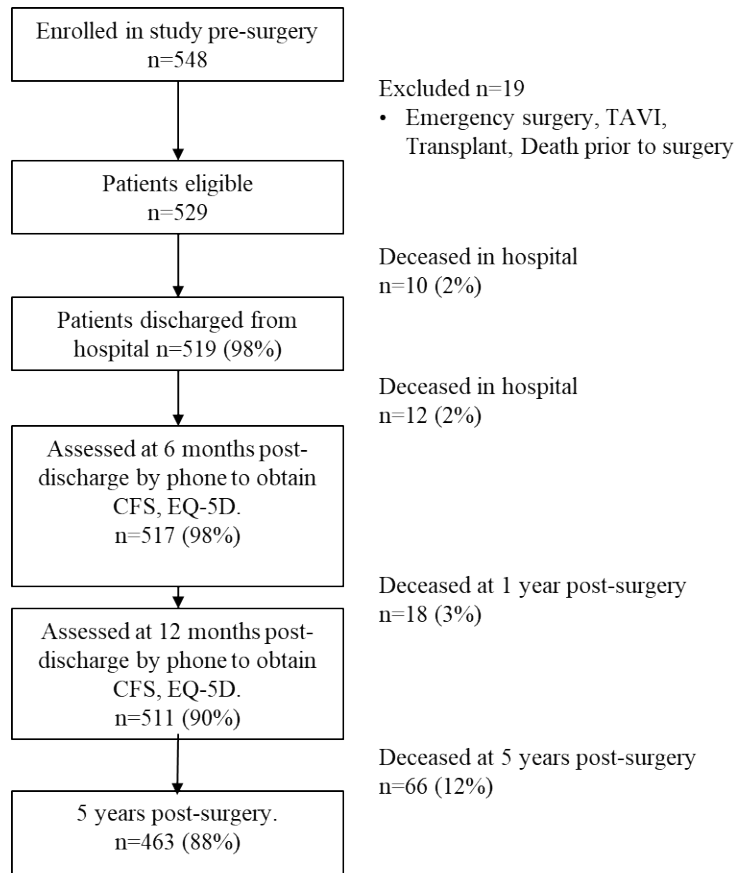 Enrolled in study pre-surgery
n=548
Excluded n=19
• Emergency surgery, TAVI,
Transplant, Death prior to surgery
Patients eligible
n=529
Deceased in hospital
n=10 (2%)
Patients discharged from
hospital n=519 (98%)
Deceased in hospital
n=12 (2%)
Assessed at 6 months post-
discharge by phone to obtain
CFS, EQ-5D.
n=517 (98%)
Deceased at 1 year post-surgery
n=18 (3%)
Assessed at 12 months post-
discharge by phone to obtain
CFS, EQ-5D.
n=511 (90%)
Deceased at 5 years post-surgery
n=66 (12%)
5 years post-surgery.
n=463 (88%)